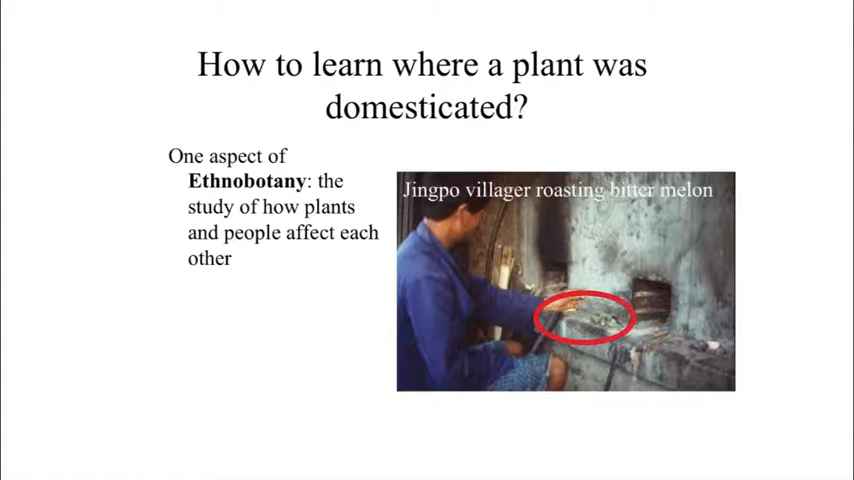 How to learn where a plant was
domesticated?
One aspect of
Ethnobotany: the
study of how plants
and people affect each
other
Jingpo villager roasting bitter melon